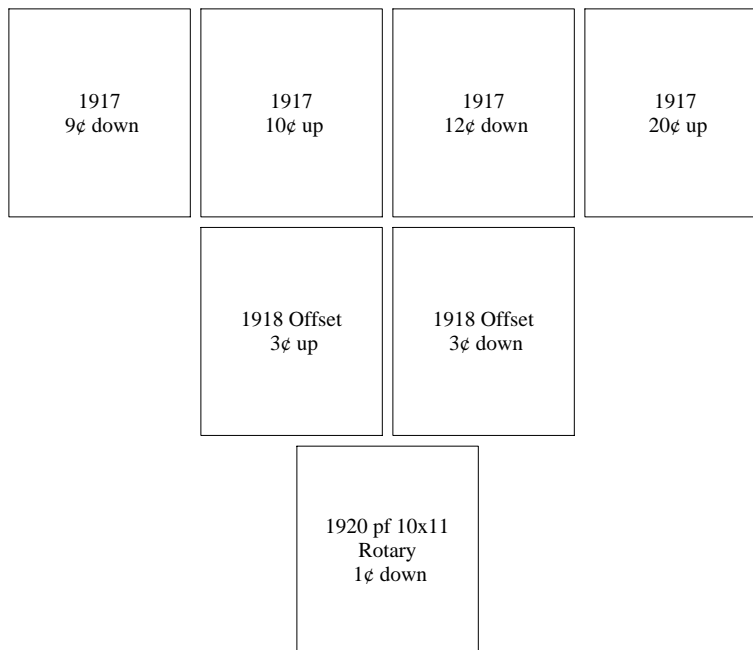 1917
9¢ down
1917
10¢ up
1917
12¢ down
1917
20¢ up
1918 Offset
3¢ up
1918 Offset
3¢ down
1920 pf 10x11
Rotary
1¢ down